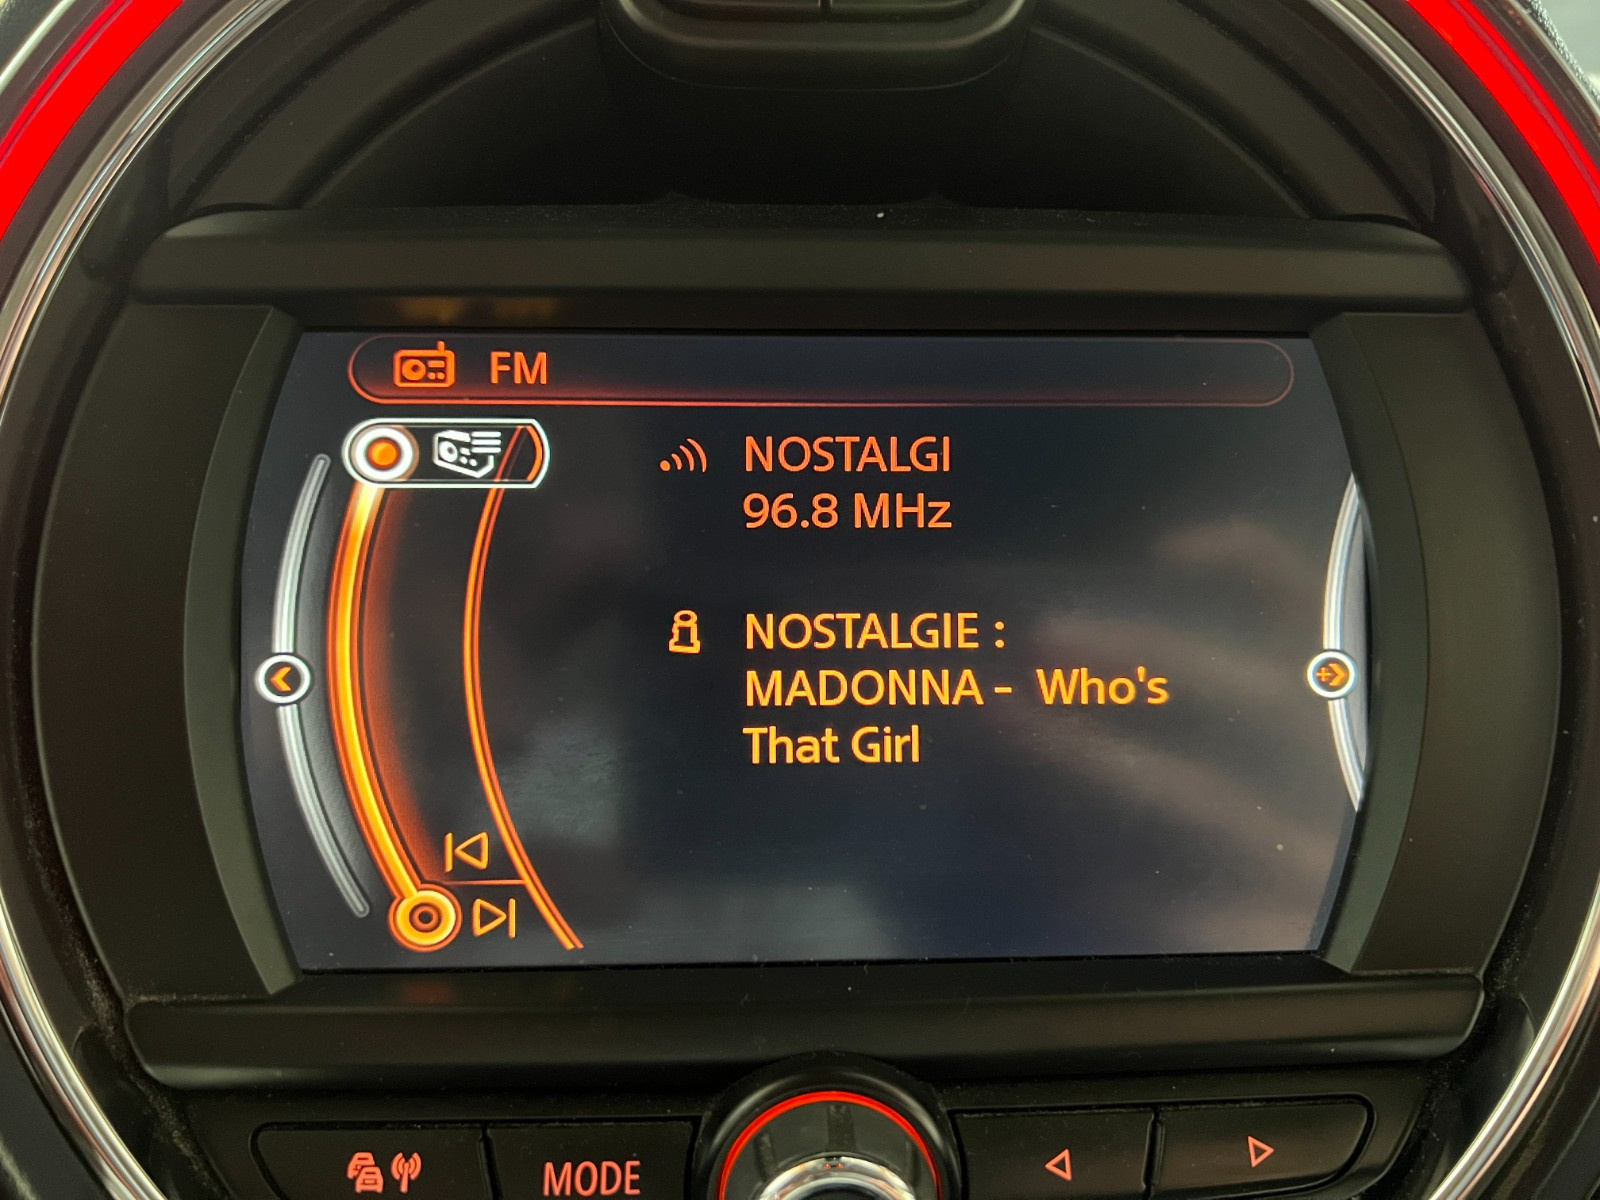 FM
NOSTALGI
96.8 MHz
NOSTALGIE :
MADONNA - Who's
That Girl
MODE